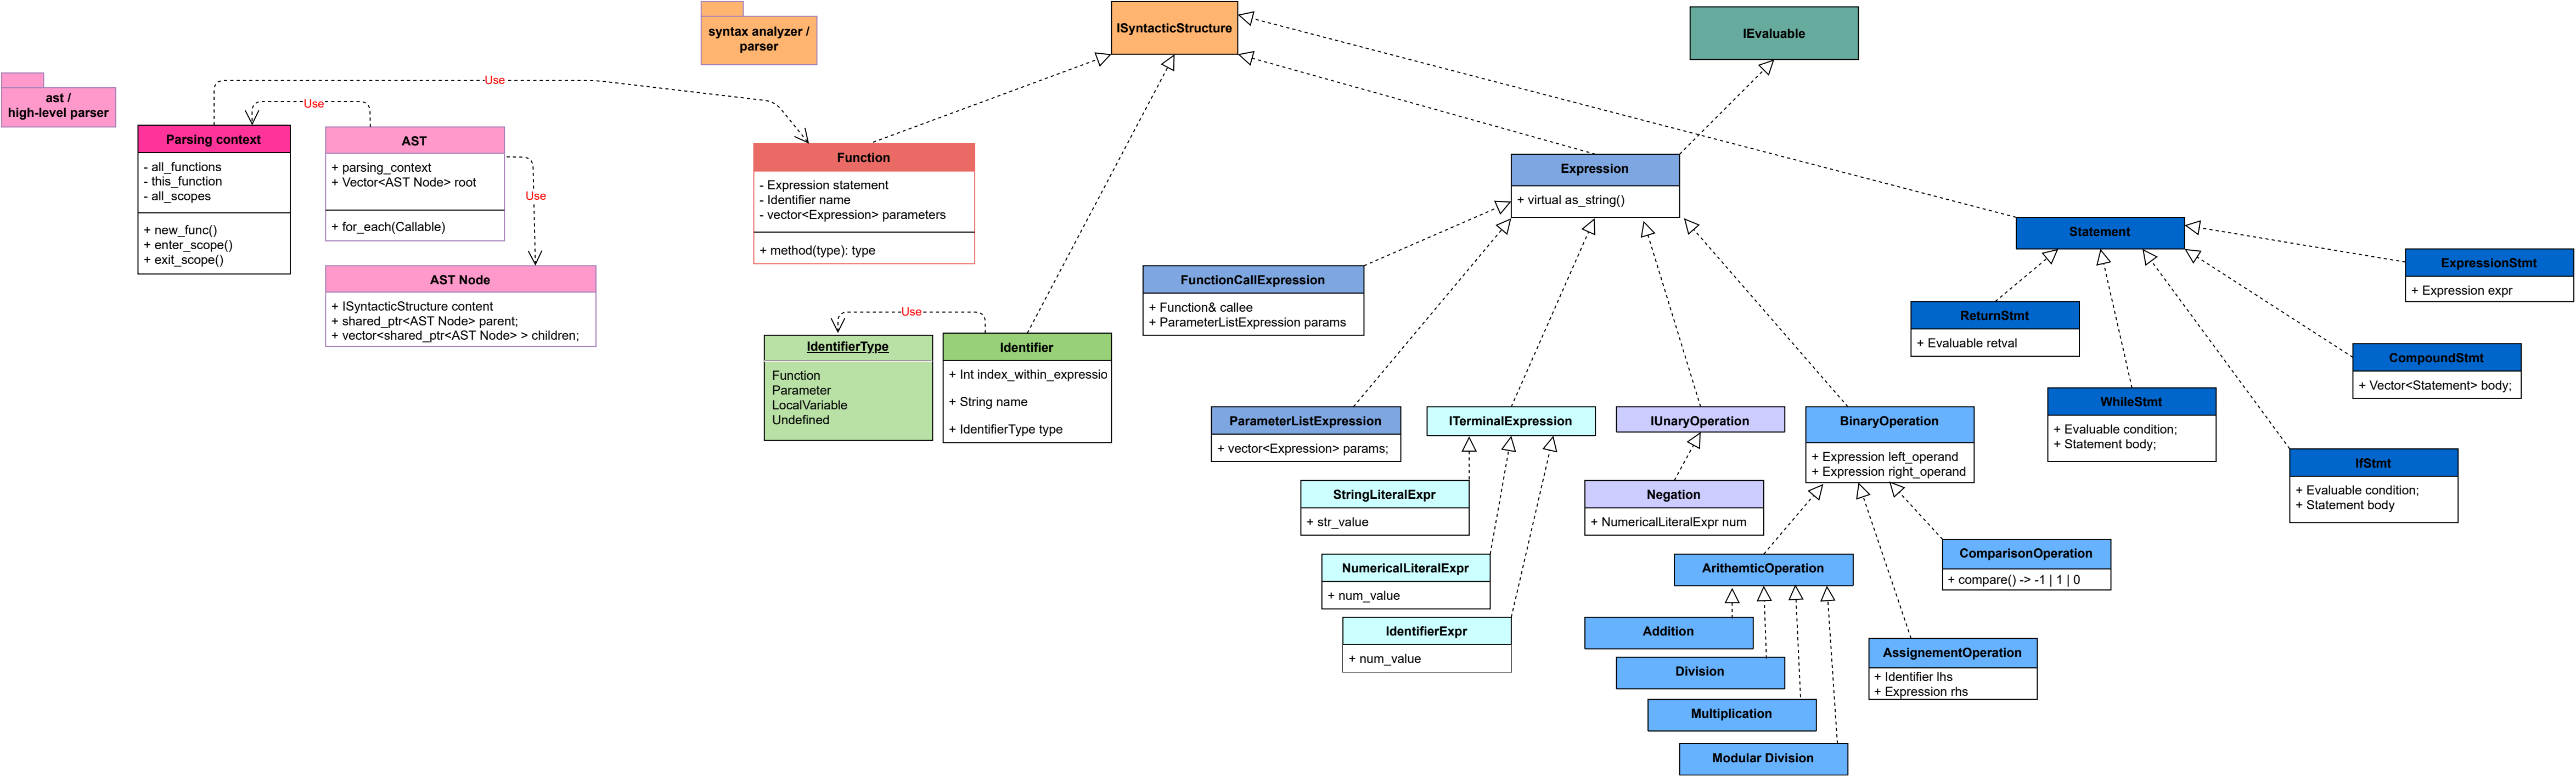 syntax analyzer /
parser
ISyntacticStructure
IEvaluable
ast /
high-level parser
Use
Use
Parsing context
- all_functions
- this_function
- all_scopes
+ new_func()
+ enter_scope()
+ exit_scope()
AST
+ parsing_context
+ Vector<AST Node> root
+ for_each(Callable)
Use
AST Node
+ ISyntacticStructure content
+ shared_ptr<AST Node> parent;
+ vector<shared_ptr<AST Node> > children;
Function
- Expression statement
- Identifier name
- vector<Expression> parameters
+ method(type): type
Use
IdentifierType
Function
Parameter
LocalVariable
Undefined
Identifier
+ Int index_within_expressio
+ String name
+ IdentifierType type
Expression
+ virtual as_string()
FunctionCallExpression
+ Function& callee
+ ParameterListExpression params
ParameterListExpression
+ vector<Expression> params;
ITerminalExpression
StringLiteralExpr
+ str_value
NumericalLiteralExpr
+ num_value
IdentifierExpr
+ num_value
IUnaryOperation
Negation
+ NumericalLiteralExpr num
BinaryOperation
+ Expression left_operand
+ Expression right_operand
ArithemticOperation
Addition
Division
Multiplication
Modular Division
ComparisonOperation
+ compare() -> -1 | 1 | 0
AssignementOperation
+ Identifier lhs
+ Expression rhs
Statement
ReturnStmt
+ Evaluable retval
WhileStmt
+ Evaluable condition;
+ Statement body;
IfStmt
+ Evaluable condition;
+ Statement body
CompoundStmt
+ Vector<Statement> body;
ExpressionStmt
+ Expression expr